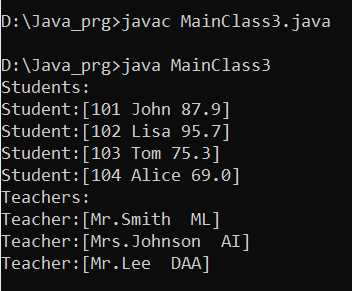 D:\Java_prg>javac MainClass3.java
D:\Java_prg>java MainClass3
Students:
Student:[101 John 87.9]
Student:[102 Lisa 95.7]
Student:[103 Tom 75.3]
Student:[104 Alice 69.0]
Teachers:
Teacher:[Mr.Smith  ML]
Teacher:[Mrs.Johnson  AI]
Teacher:[Mr.Lee  DAA]